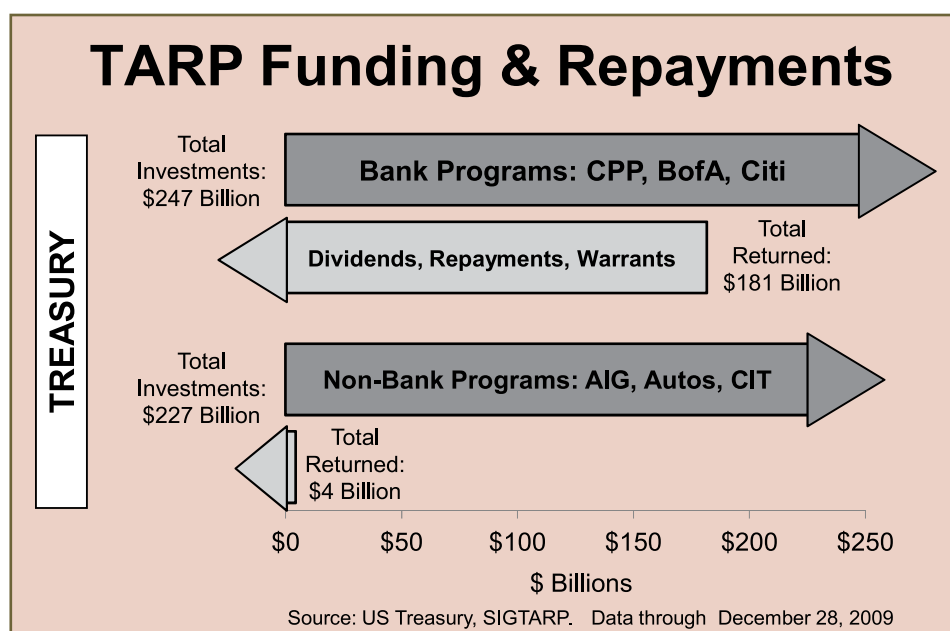 TARP Funding & Repayments
TREASURY
Total
Investments:
$247 Billion
Bank Programs: CPP, BofA, Citi
Dividends, Repayments, Warrants
Total
Returned:
$181 Billion
Total
Investments:
$227 Billion
Non-Bank Programs: AIG, Autos, CIT
Total
Returned:
$4 Billion
$0 $50 $100 $150 $200 $250
$ Billions
Source: US Treasury, SIGTARP. Data through December 28, 2009